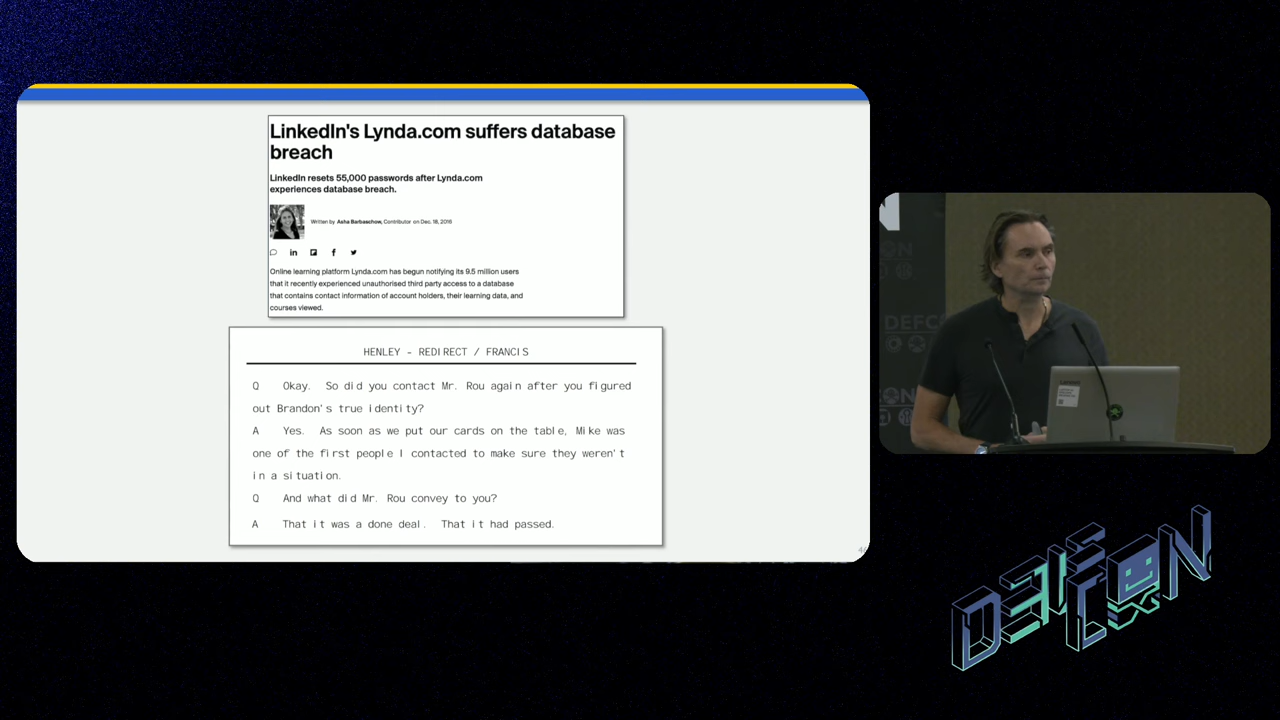 LinkedIn's Lynda.com suffers database
breach
LinkedIn resets 55,000 passwords after Lynda.com
experiences database breach.
Written by Asha Barbaschow, Contributor on Dec. 18, 2016
Online learning platform Lynda.com has begun notifying its 9.5 million users
that it recently experienced unauthorised third party access to a database
that contains contact information of account holders, their learning data, and
courses viewed.
HENLEY - REDIRECT / FRANCIS
Q Okay. So did you contact Mr. Rou again after you figured
out Brandon's true identity?
A Yes. As soon as we put our cards on the table, Mike was
one of the first people I contacted to make sure they weren't
in a situation.
Q And what did Mr. Rou convey to you?
A That it was a done deal. That it had passed.
DEFCON